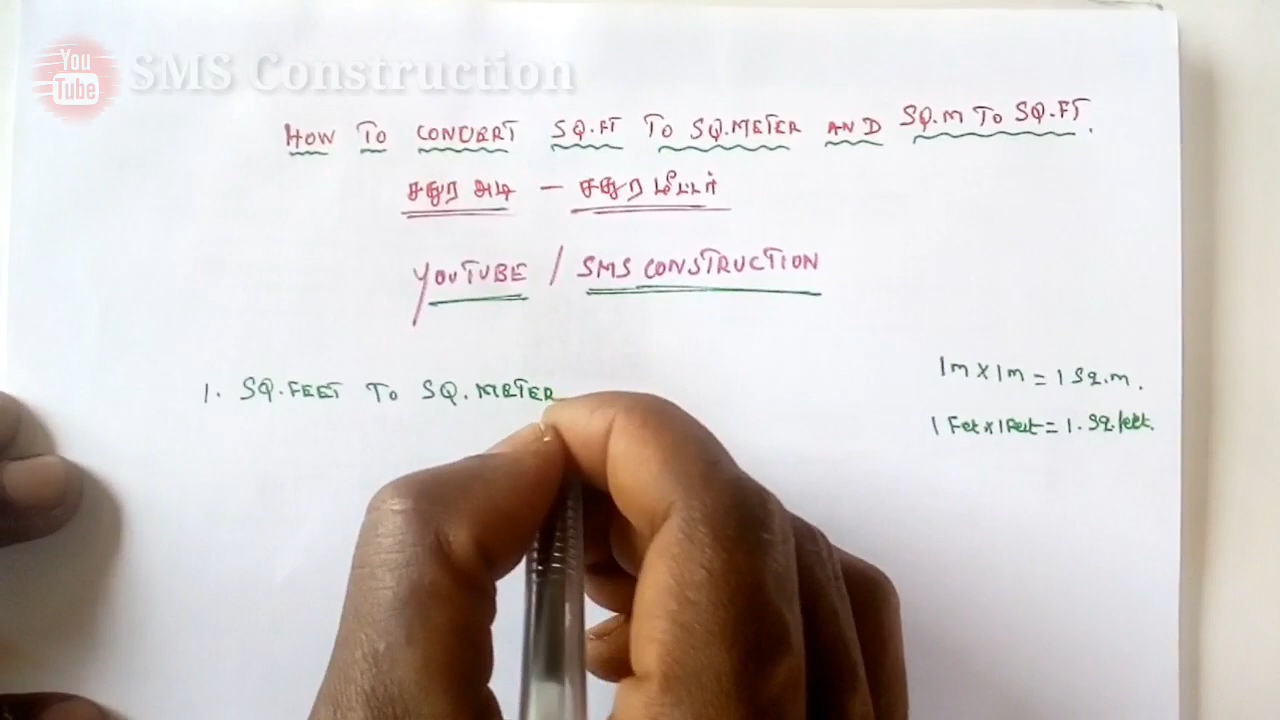 You Tube SMS Construction
HOW TO CONVERT SQ.FT TO SQ.METER AND SQ.M TO SQ.FT.
சதுர அடி — சதுர மீட்டர்
YOUTUBE / SMS CONSTRUCTION
1. SQ.FEET TO SQ.METER
1m x 1m = 1 Sq.m.
1 Feet x 1 Feet = 1. Sq.feet.